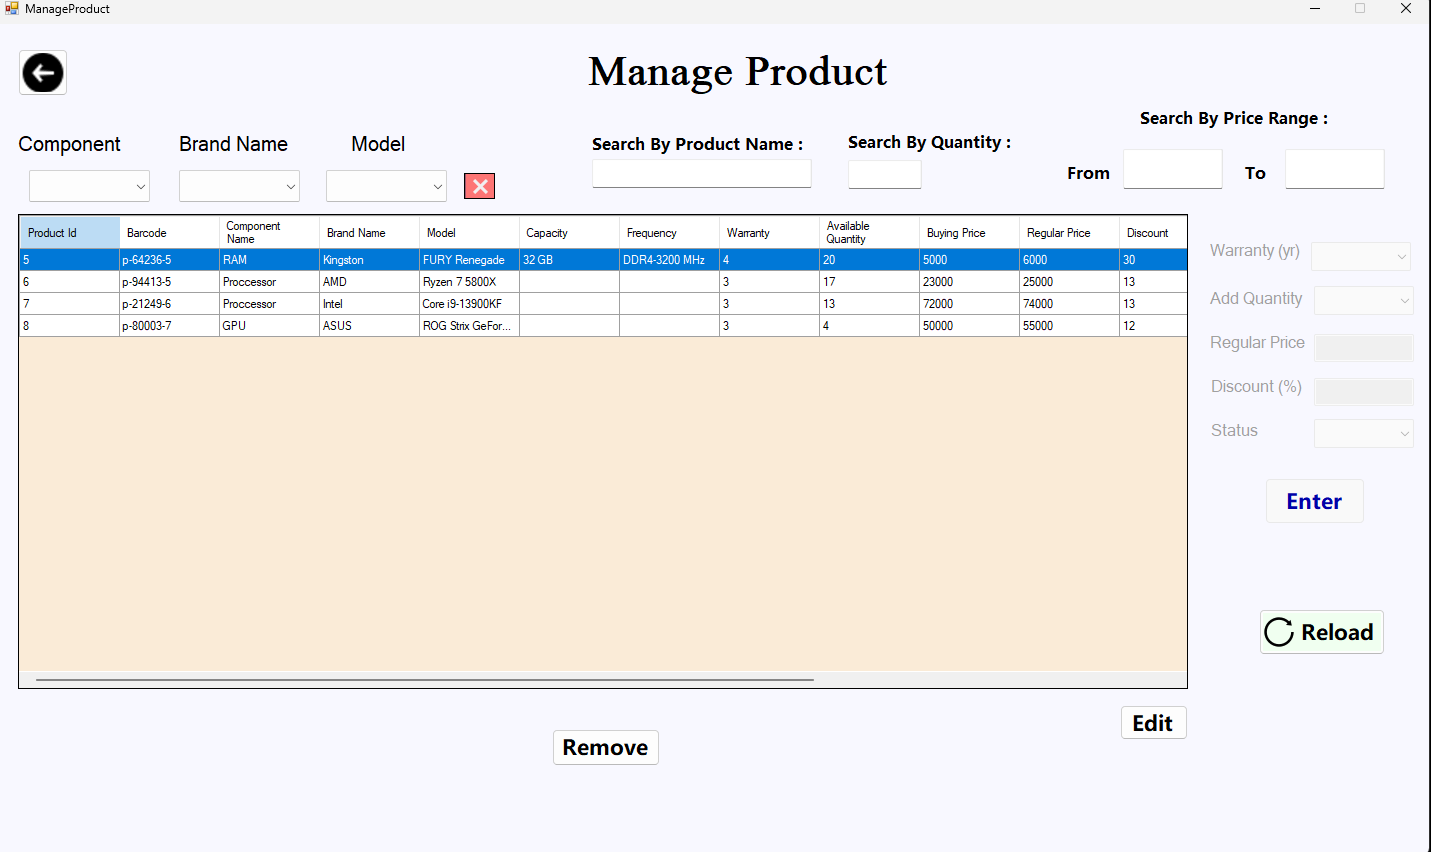 ManageProduct
Manage Product
Search By Price Range :
Component Brand Name Model Search By Product Name : Search By Quantity :
From To
Product Id Barcode Component Name Brand Name Model Capacity Frequency Warranty Available Quantity Buying Price Regular Price Discount
5 p-64236-5 RAM Kingston FURY Renegade 32 GB DDR4-3200 MHz 4 20 5000 6000 30
6 p-94413-5 Proccessor AMD Ryzen 7 5800X 3 17 23000 25000 13
7 p-21249-6 Proccessor Intel Core i9-13900KF 3 13 72000 74000 13
8 p-80003-7 GPU ASUS ROG Strix GeFor... 3 4 50000 55000 12
Warranty (yr)
Add Quantity
Regular Price
Discount (%)
Status
Enter
Reload
Edit
Remove